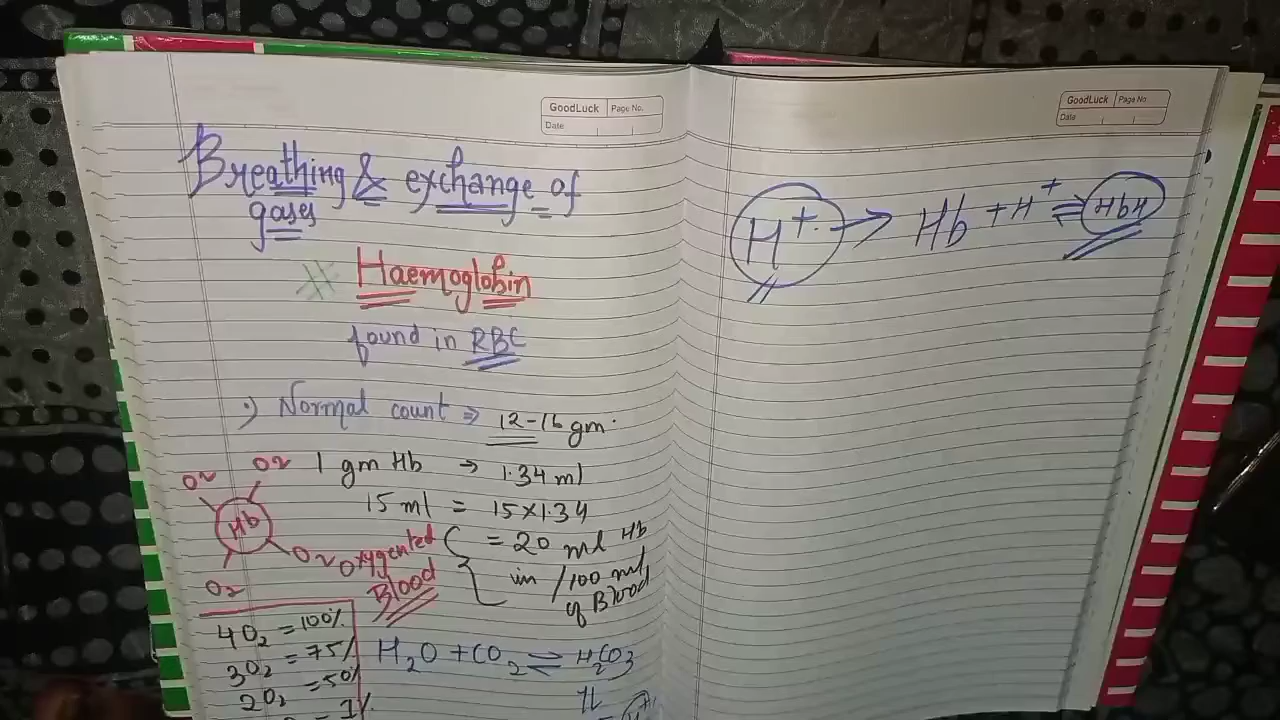 GoodLuck Page No.
Date
Breathing & exchange of
gases
# Haemoglobin
found in RBC
Normal count ⇒ 12-16 gm.
1 gm Hb → 1.34 ml
15 ml = 15×1.34
= 20 ml Hb
in /100 ml
of Blood
O2 O2
Hb
O2 O2
Oxygented
Blood
4O2 = 100%
3O2 = 75%
2O2 = 50%
H2O + CO2 ⇌ H2CO3
GoodLuck Page No
Date
H+ → Hb + H+ ⇌ HbH